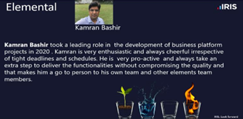 Elemental
IRIS
Kamran Bashir
Kamran Bashir took a leading role in the development of business platform
projects in 2020 . Kamran is very enthusiastic and always cheerful irrespective
of tight deadlines and schedules. He is very pro-active and always take an
extra step to deliver the functionalities without compromising the quality and
that makes him a go to person to his own team and other elements team
members.